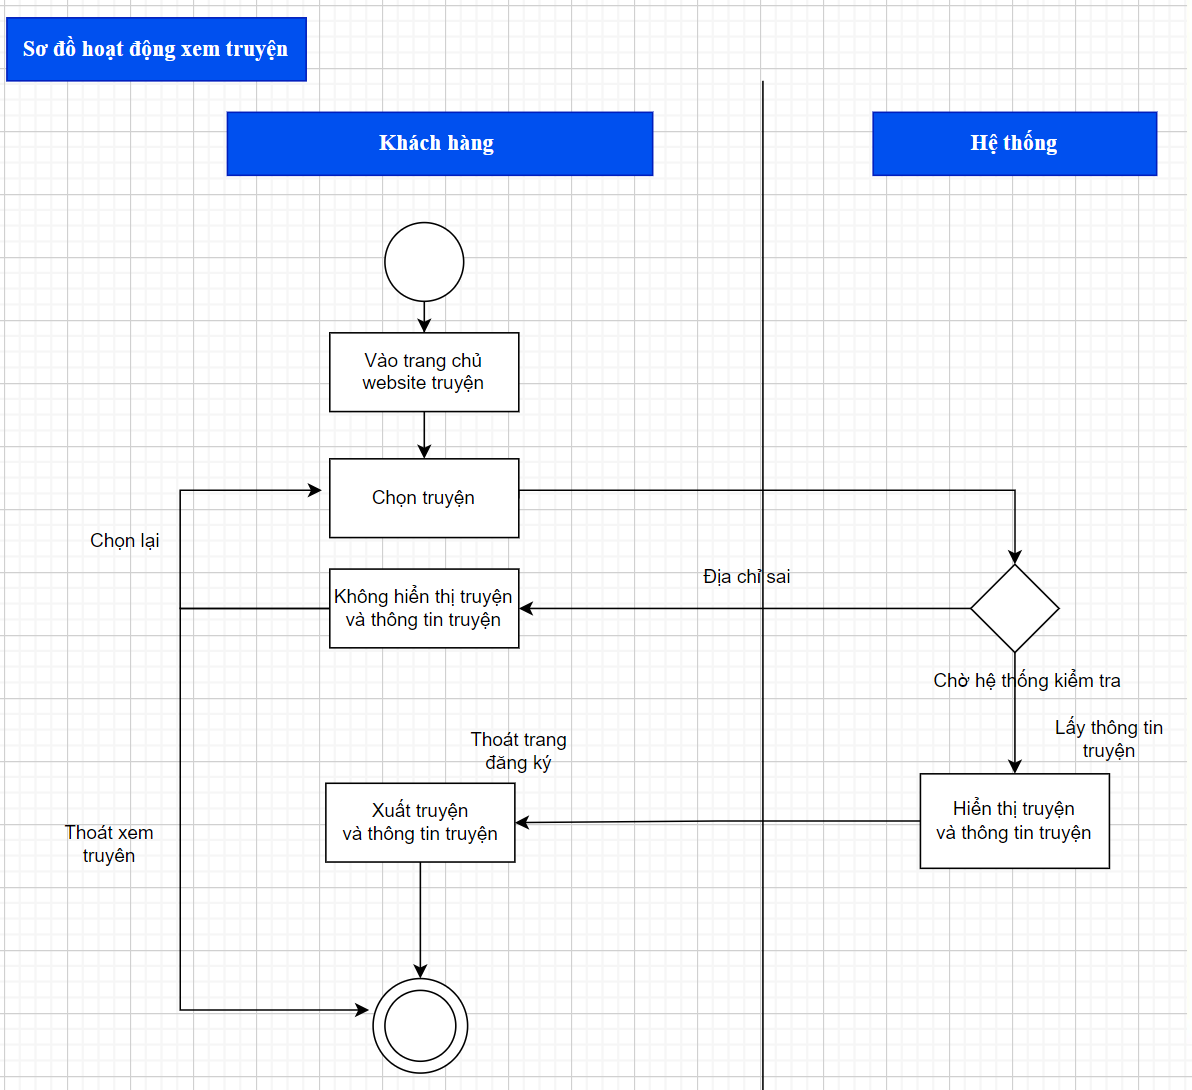 Sơ đồ hoạt động xem truyện
Khách hàng
Hệ thống
Vào trang chủ
website truyện
Chọn truyện
Chọn lại
Địa chỉ sai
Không hiển thị truyện
và thông tin truyện
Chờ hệ thống kiểm tra
Lấy thông tin
truyện
Thoát trang
đăng ký
Xuất truyện
và thông tin truyện
Hiển thị truyện
và thông tin truyện
Thoát xem
truyên